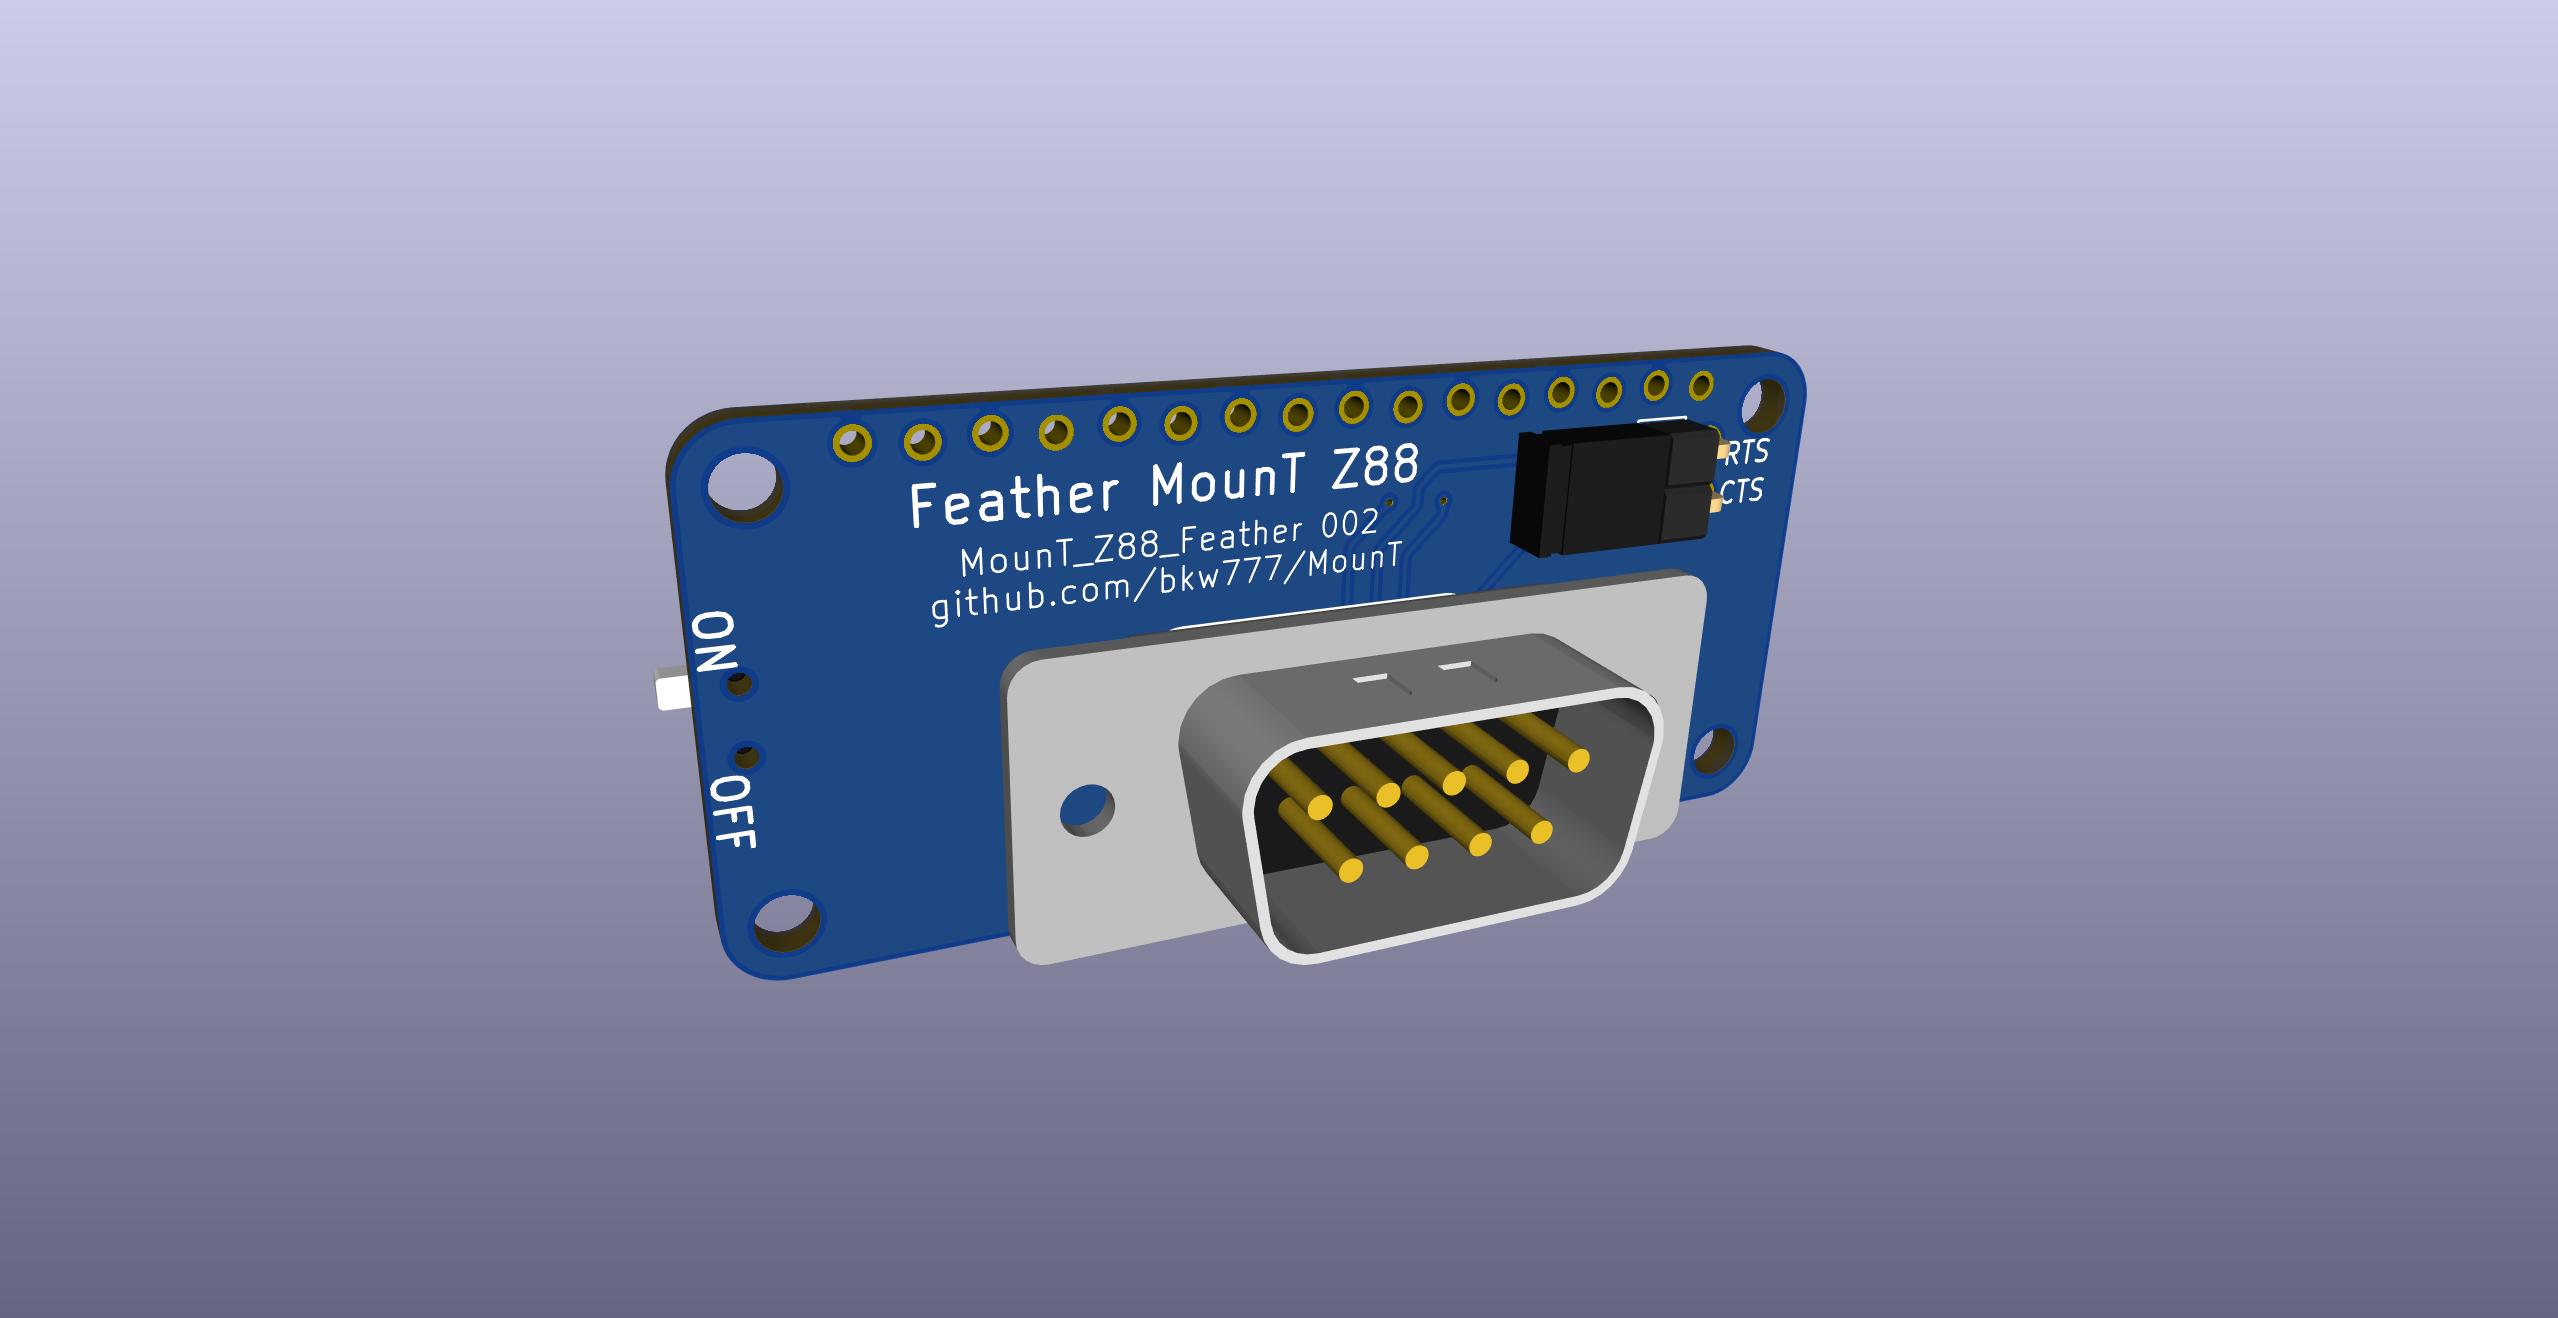 Feather MounT Z88
MounT_Z88_Feather 002
github.com/bkw777/MounT
RTS
CTS
ON
OFF